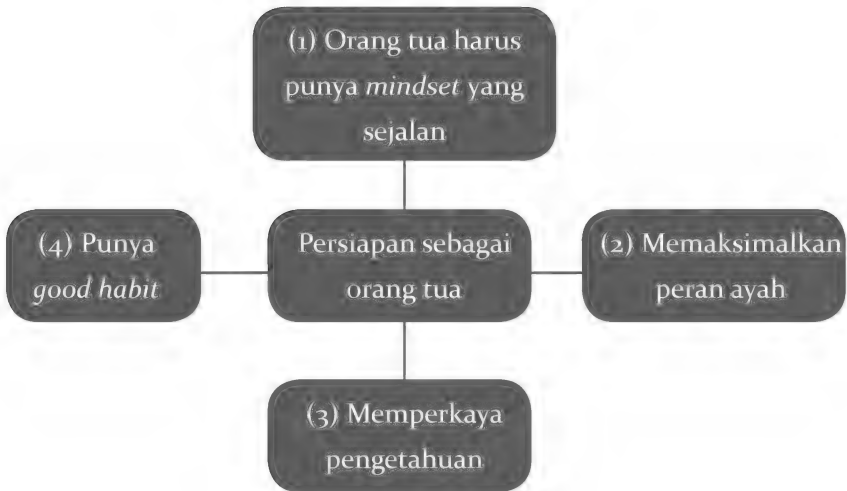 (1) Orang tua harus
punya mindset yang
sejalan
(4) Punya
good habit
Persiapan sebagai
orang tua
(2) Memaksimalkan
peran ayah
(3) Memperkaya
pengetahuan